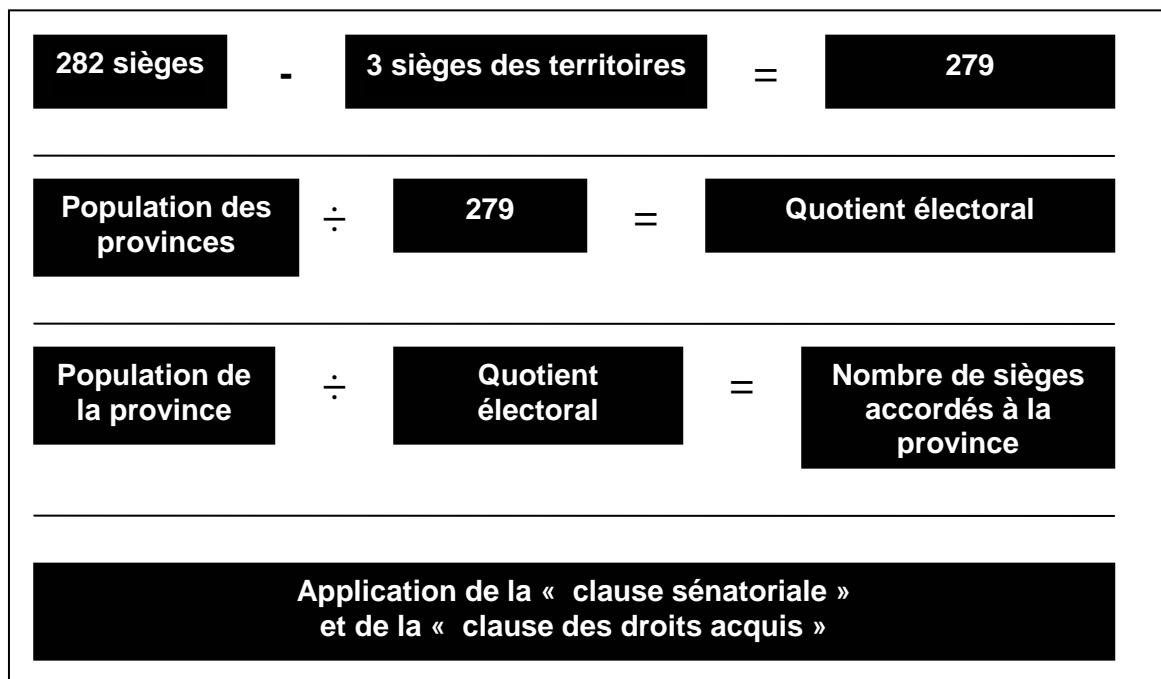 282 sièges - 3 sièges des territoires = 279
Population des
provinces ÷ 279 = Quotient électoral
Population de
la province ÷ Quotient
électoral = Nombre de sièges
accordés à la
province
Application de la «  clause sénatoriale »
et de la «  clause des droits acquis »